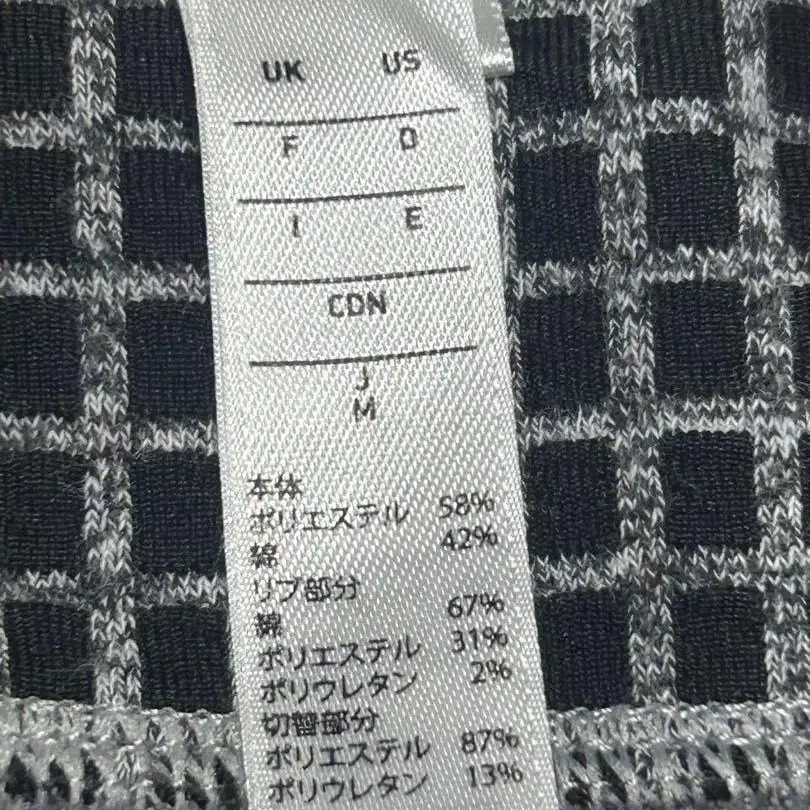 UK US
F D
I E
CDN
J
M
本体
ポリエステル 58%
綿 42%
リブ部分
綿 67%
ポリエステル 31%
ポリウレタン 2%
切替部分
ポリエステル 87%
ポリウレタン 13%